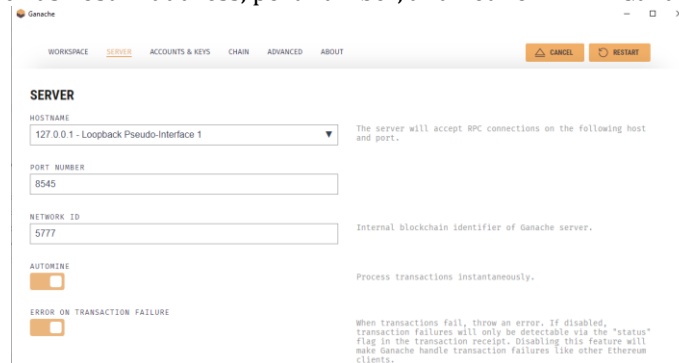 Ganache
WORKSPACE SERVER ACCOUNTS & KEYS CHAIN ADVANCED ABOUT CANCEL RESTART
SERVER
HOSTNAME
127.0.0.1 - Loopback Pseudo-Interface 1
The server will accept RPC connections on the following host
and port.
PORT NUMBER
8545
NETWORK ID
5777
Internal blockchain identifier of Ganache server.
AUTOMINE
Process transactions instantaneously.
ERROR ON TRANSACTION FAILURE
When transactions fail, throw an error. If disabled,
transaction failures will only be detectable via the "status"
flag in the transaction receipt. Disabling this feature will
make Ganache handle transaction failures like other Ethereum
clients.